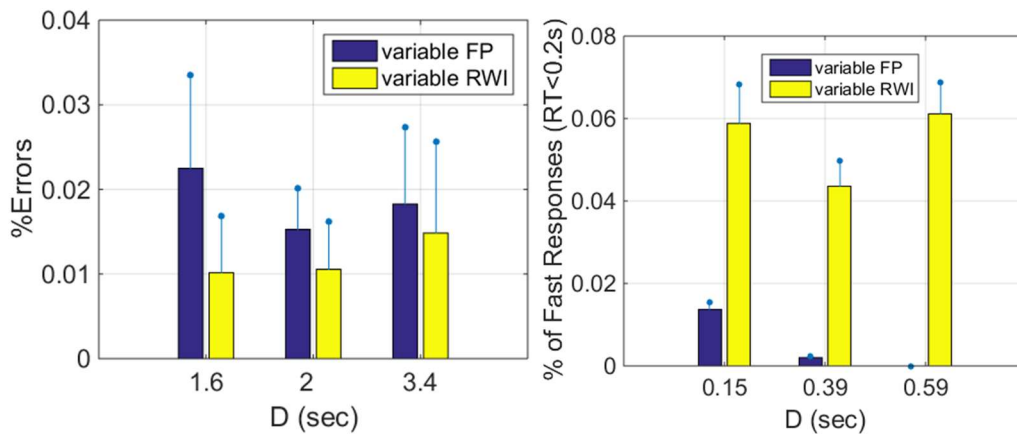 0.04
0.03
0.02
0.01
0
%Errors
variable FP
variable RWI
1.6 2 3.4
D (sec)
0.08
0.06
0.04
0.02
0
% of Fast Responses (RT<0.2s)
variable FP
variable RWI
0.15 0.39 0.59
D (sec)